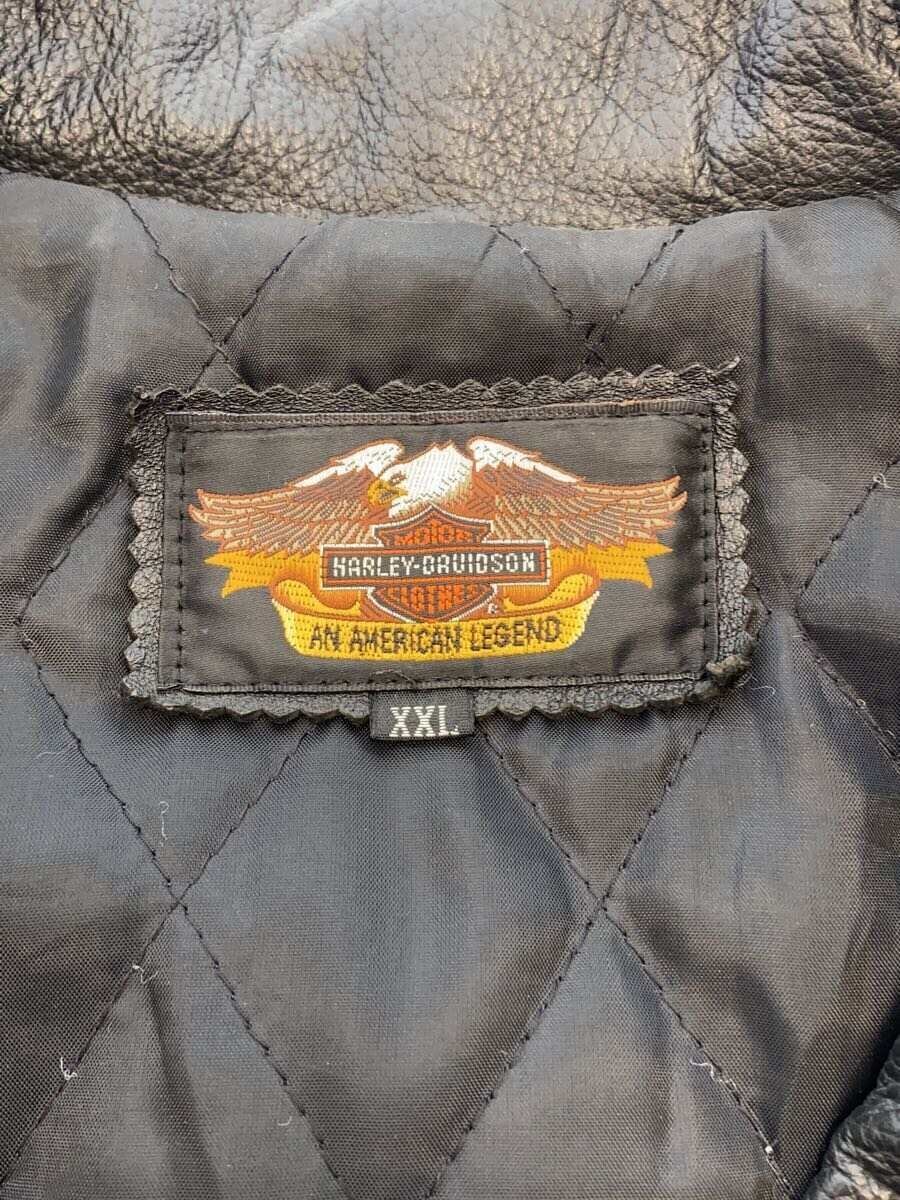 MOTOR
HARLEY-DAVIDSON
CLOTHES
®
AN AMERICAN LEGEND
XXL